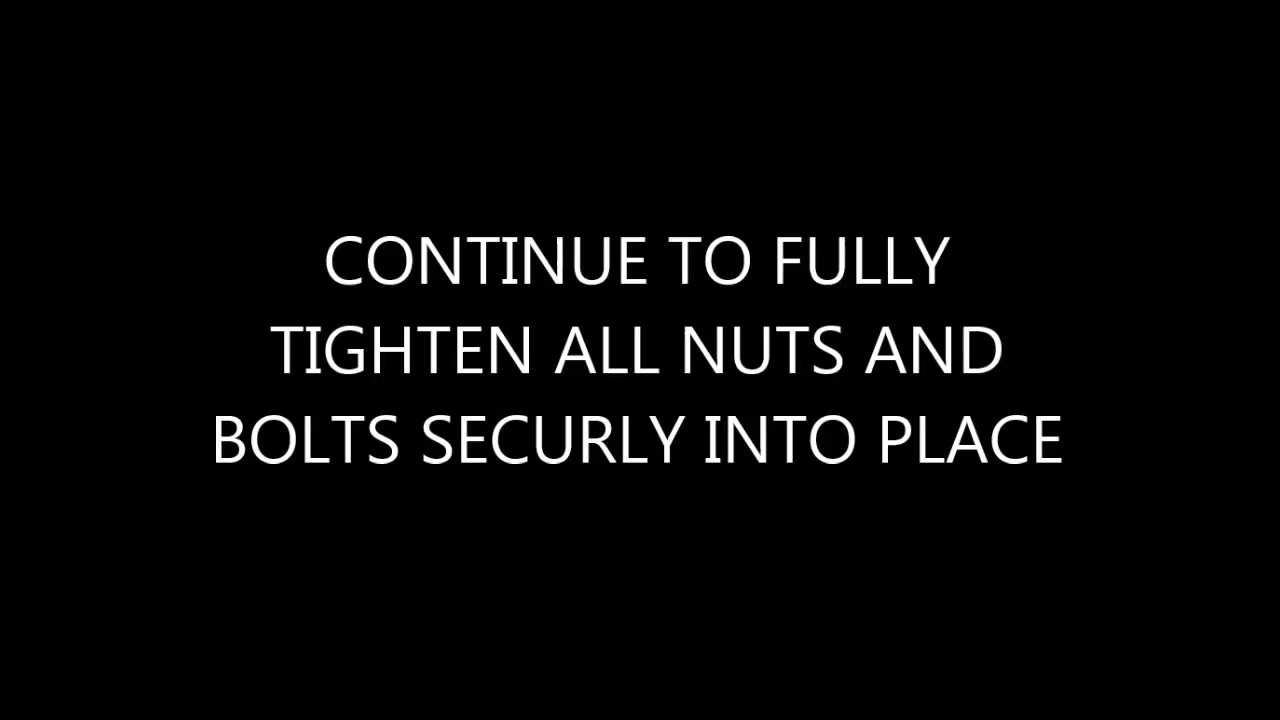 CONTINUE TO FULLY
TIGHTEN ALL NUTS AND
BOLTS SECURLY INTO PLACE